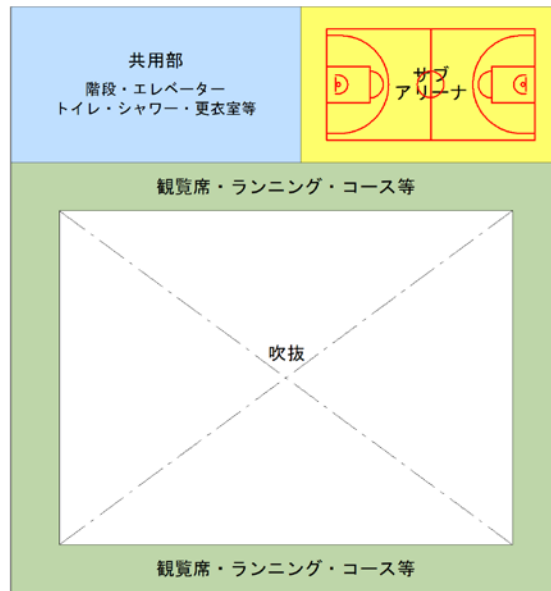 共用部
階段・エレベーター
トイレ・シャワー・更衣室等
サブ
アリーナ
観覧席・ランニング・コース等
吹抜
観覧席・ランニング・コース等